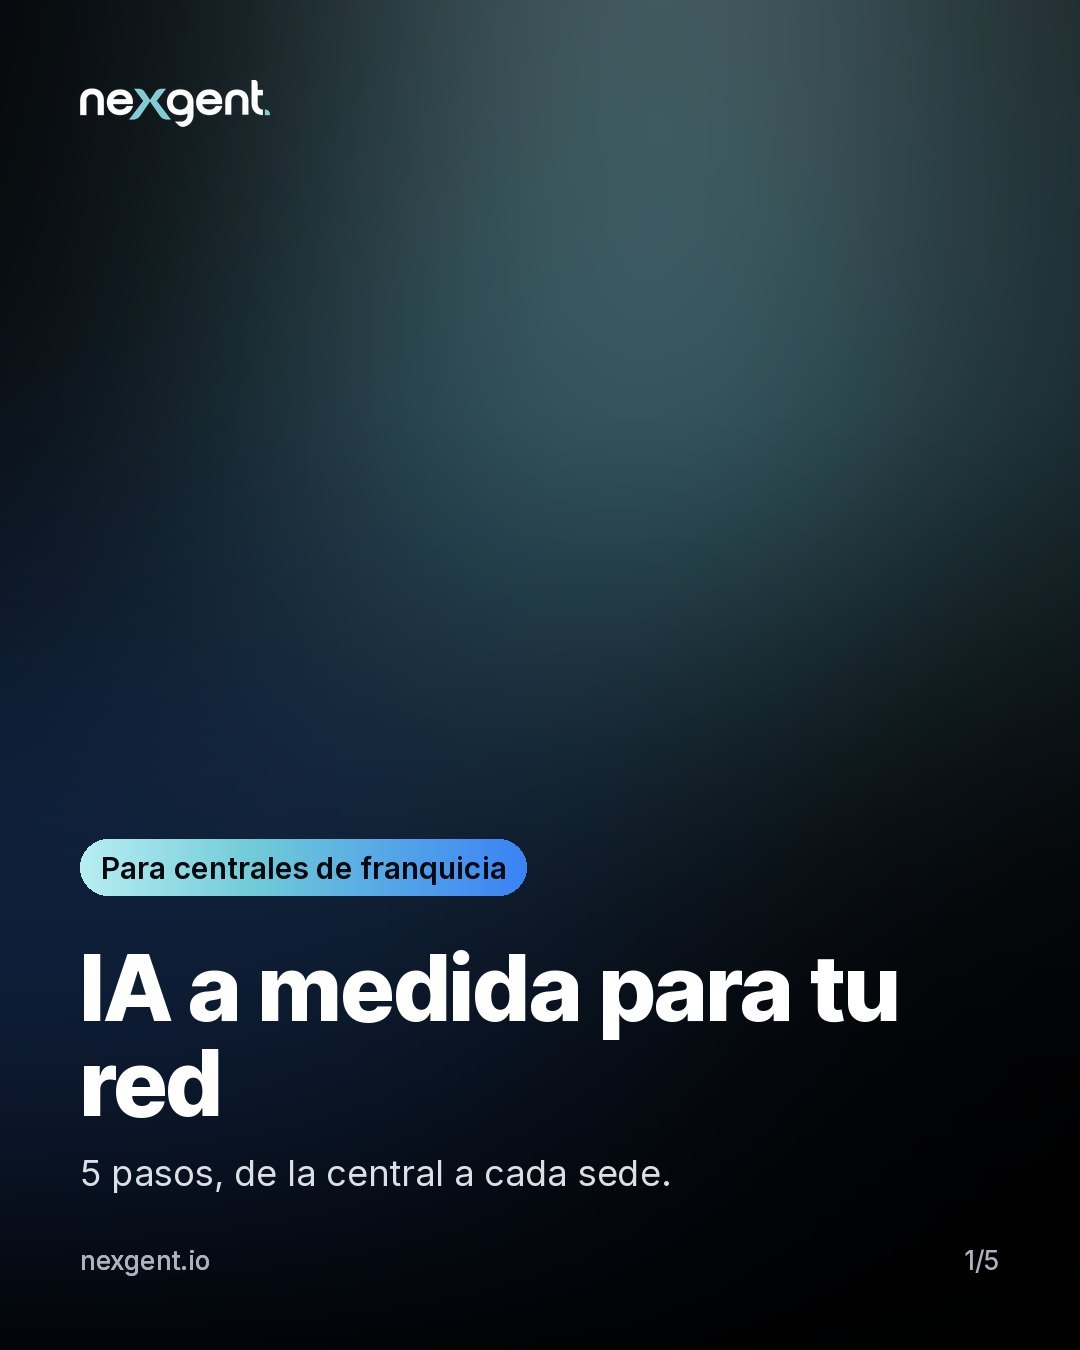 nexgent.
Para centrales de franquicia
IA a medida para tu
red
5 pasos, de la central a cada sede.
nexgent.io
1/5